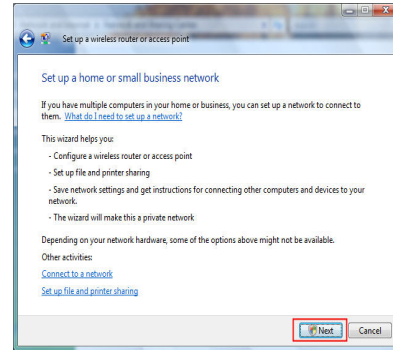 Set up a wireless router or access point
Set up a home or small business network
If you have multiple computers in your home or business, you can set up a network to connect to
them. What do I need to set up a network?
This wizard helps you:
- Configure a wireless router or access point
- Set up file and printer sharing
- Save network settings and get instructions for connecting other computers and devices to your
network.
- The wizard will make this a private network
Depending on your network hardware, some of the options above might not be available.
Other activities:
Connect to a network
Set up file and printer sharing
Next Cancel